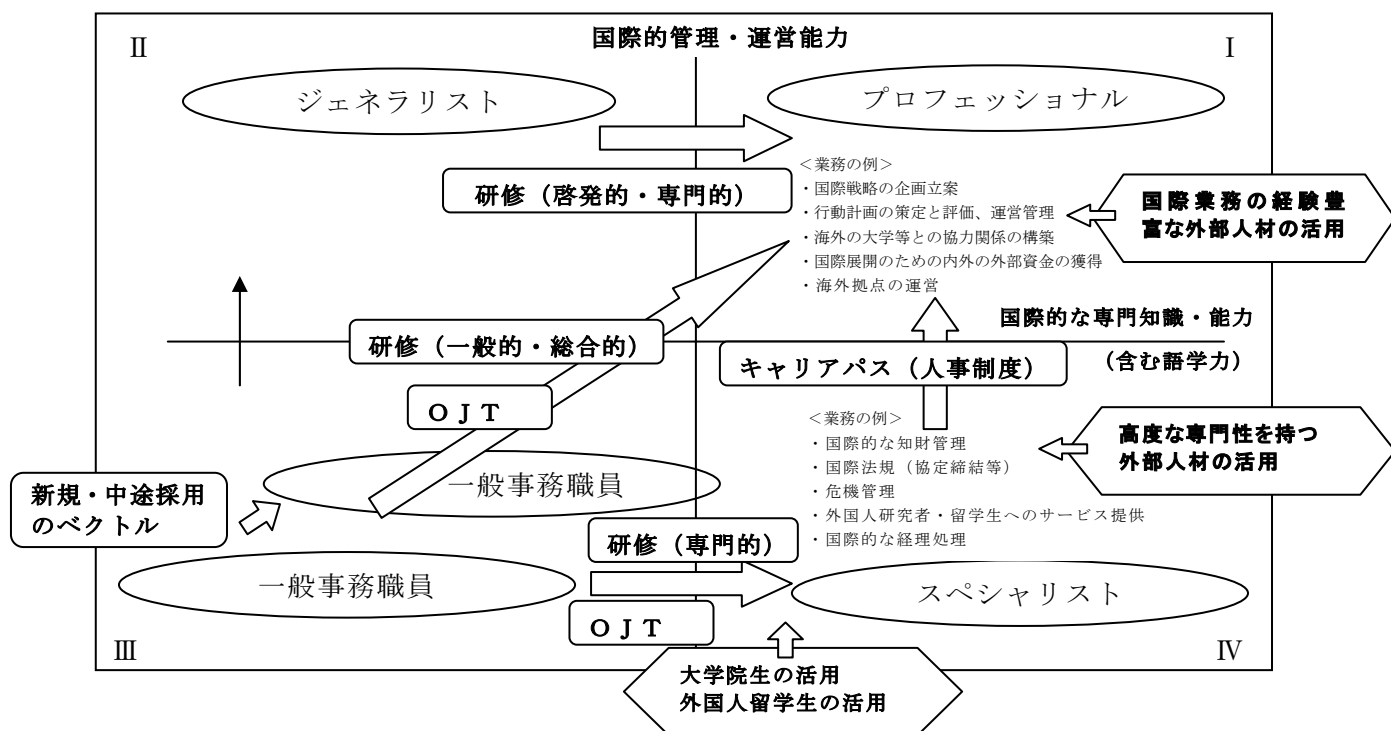 Ⅱ
国際的管理・運営能力
Ⅰ
ジェネラリスト
プロフェッショナル
研修（啓発的・専門的）
＜業務の例＞
・国際戦略の企画立案
・行動計画の策定と評価、運営管理
・海外の大学等との協力関係の構築
・国際展開のための内外の外部資金の獲得
・海外拠点の運営
国際業務の経験豊
富な外部人材の活用
国際的な専門知識・能力
（含む語学力）
研修（一般的・総合的）
ＯＪＴ
キャリアパス（人事制度）
＜業務の例＞
・国際的な知財管理
・国際法規（協定締結等）
・危機管理
・外国人研究者・留学生へのサービス提供
・国際的な経理処理
高度な専門性を持つ
外部人材の活用
新規・中途採用
のベクトル
一般事務職員
研修（専門的）
一般事務職員
スペシャリスト
ＯＪＴ
Ⅲ
Ⅳ
大学院生の活用
外国人留学生の活用